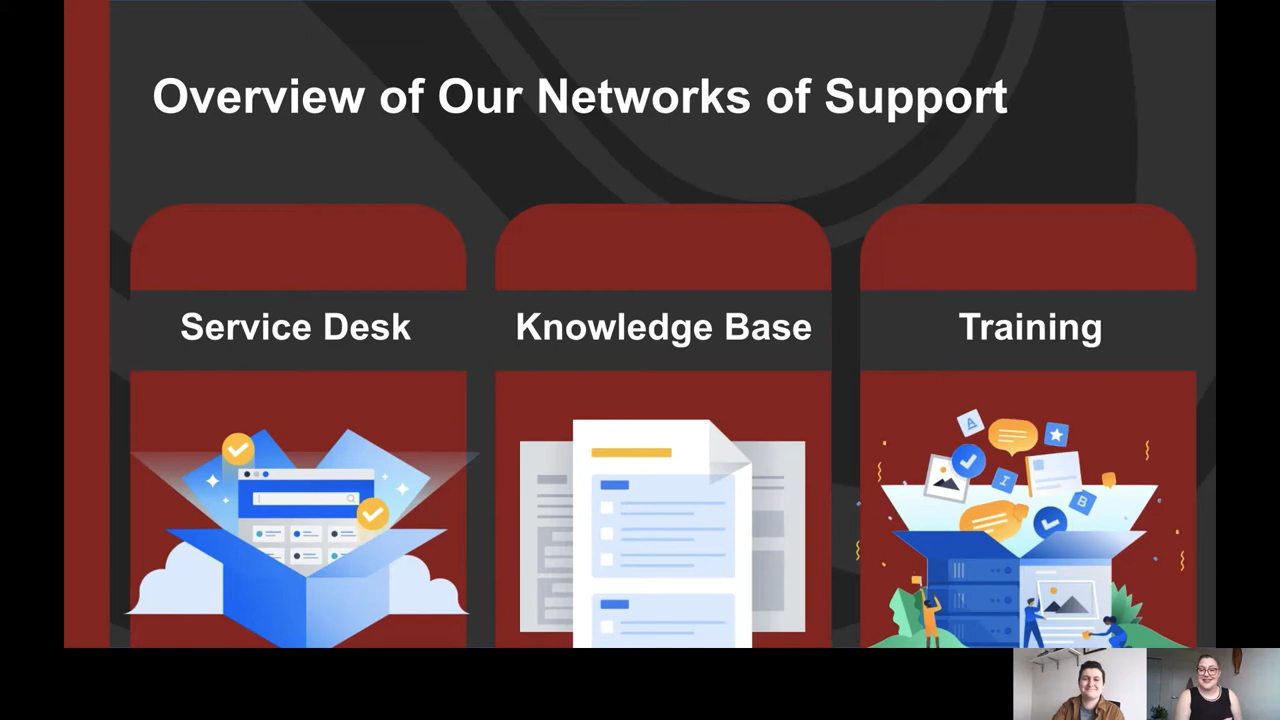 Overview of Our Networks of Support
Service Desk
Knowledge Base
Training
A
I
B